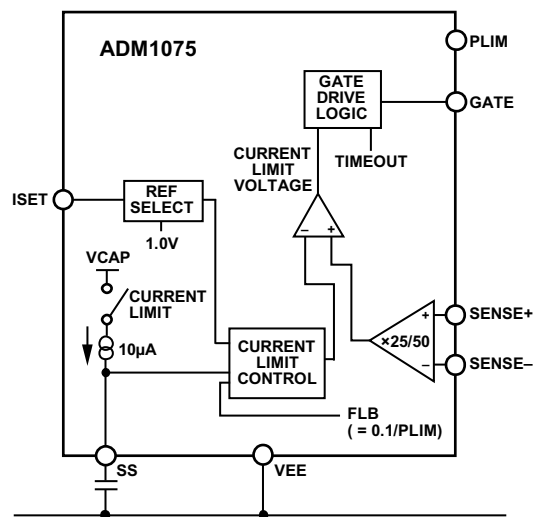 ADM1075
PLIM
GATE
DRIVE
LOGIC
GATE
CURRENT
LIMIT
VOLTAGE
TIMEOUT
ISET
REF
SELECT
1.0V
– +
VCAP
CURRENT
LIMIT
10µA
CURRENT
LIMIT
CONTROL
+
×25/50
–
SENSE+
SENSE–
FLB
( = 0.1/PLIM)
SS
VEE